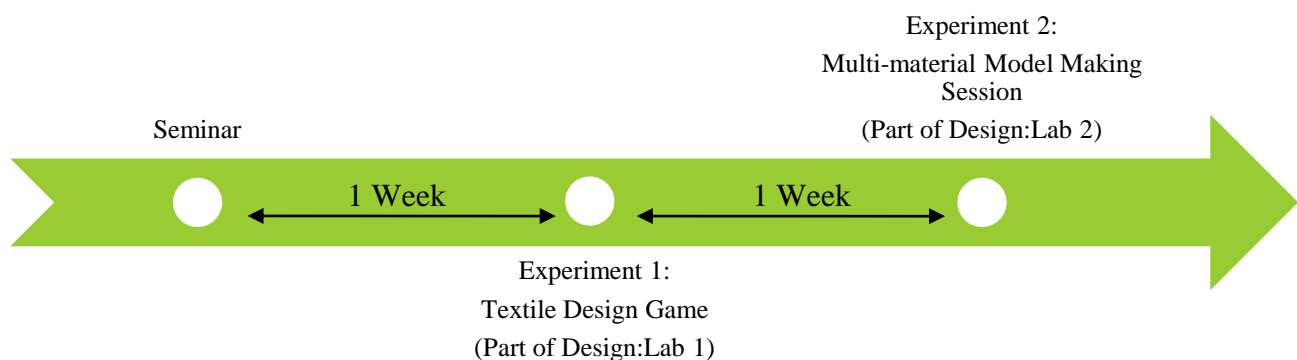 Experiment 2:
Multi-material Model Making
Session
(Part of Design:Lab 2)
Seminar
1 Week
1 Week
Experiment 1:
Textile Design Game
(Part of Design:Lab 1)